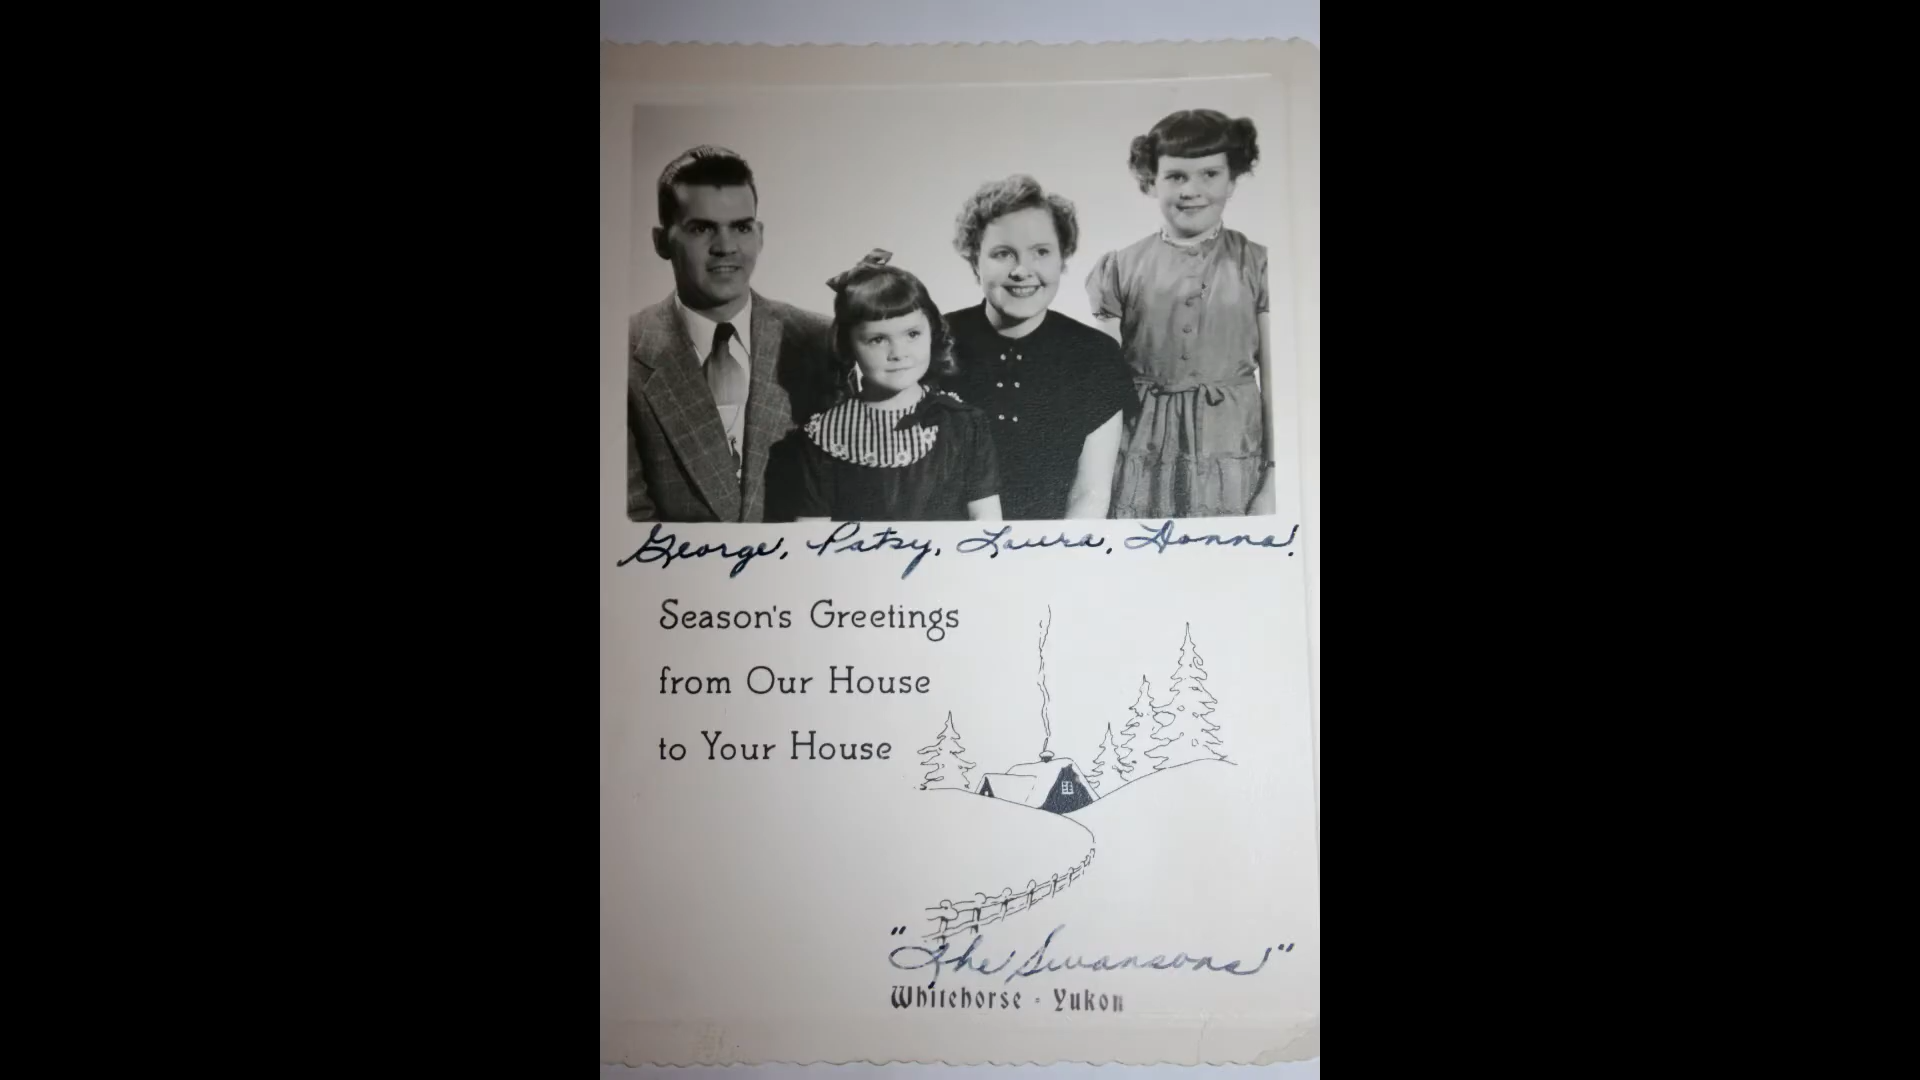 George, Patsy, Laura, Donna!
Season's Greetings
from Our House
to Your House
"The Swansons"
Whitehorse - Yukon